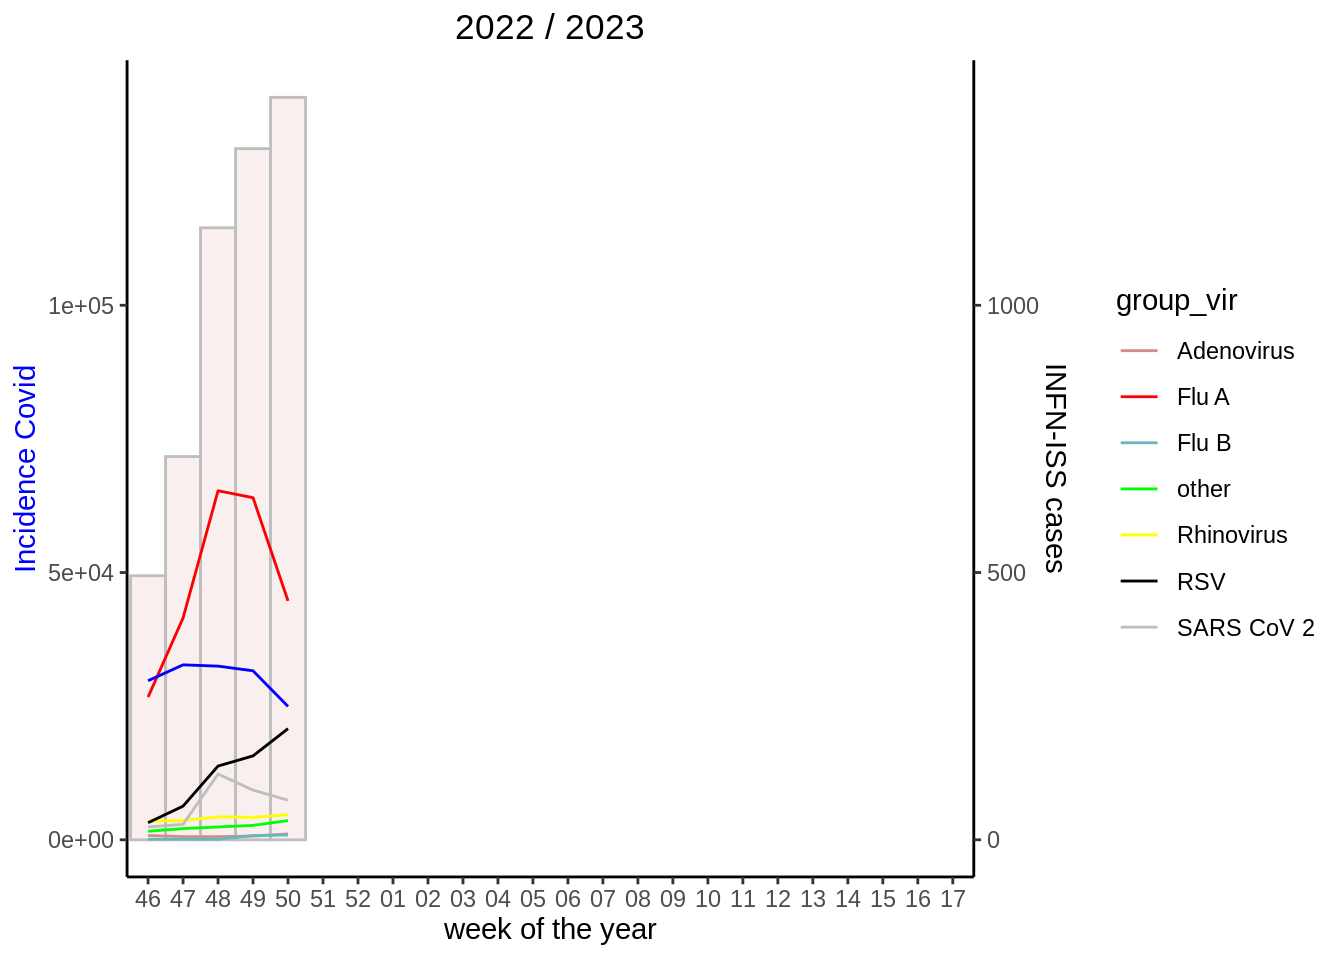 2022 / 2023
1e+05
5e+04
0e+00
Incidence Covid
1000
500
0
INFN-ISS cases
46 47 48 49 50 51 52 01 02 03 04 05 06 07 08 09 10 11 12 13 14 15 16 17
week of the year
group_vir
Adenovirus
Flu A
Flu B
other
Rhinovirus
RSV
SARS CoV 2